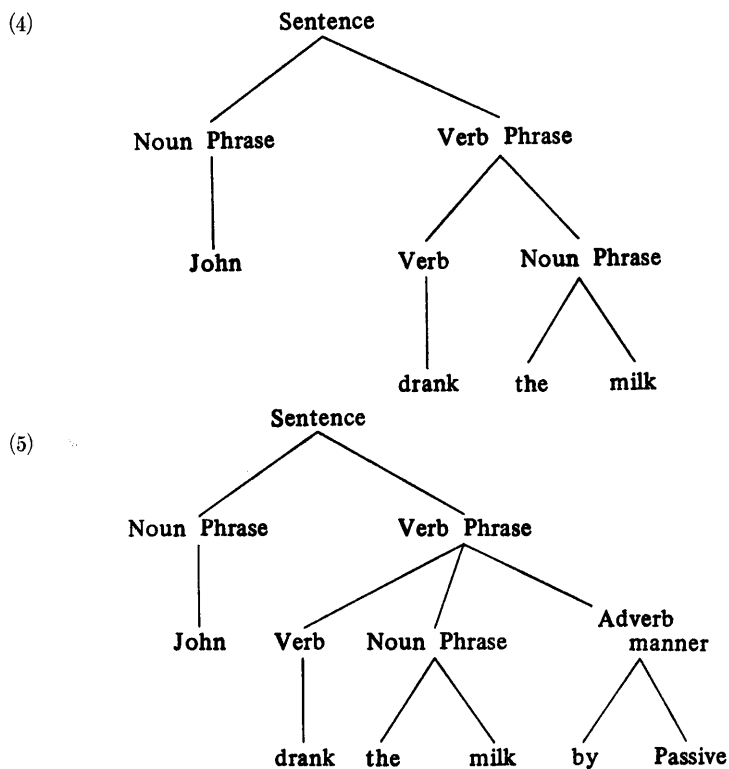 (4)
Sentence
Noun Phrase Verb Phrase
John Verb Noun Phrase
drank the milk
(5)
Sentence
Noun Phrase Verb Phrase
Adverb
manner
John Verb Noun Phrase
drank the milk by Passive